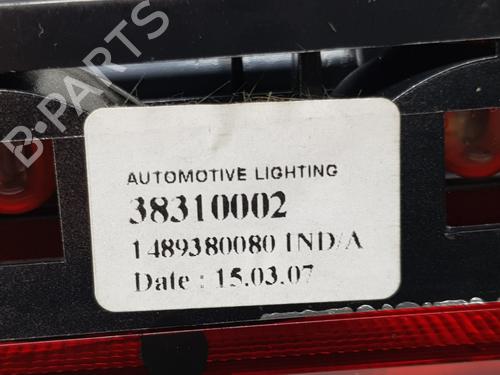 B-PARTS
AUTOMOTIVE LIGHTING
38310002
1489380080 IND/A
Date : 15.03.07